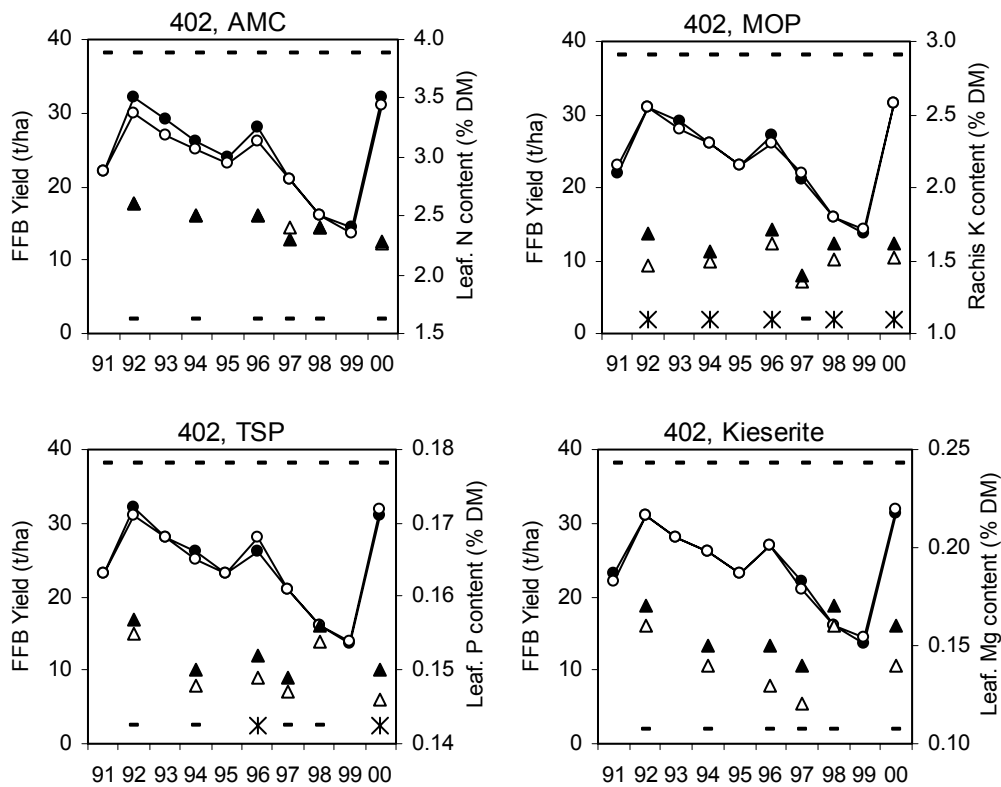 402, AMC
40
30
20
10
0
FFB Yield (t/ha)
4.0
3.5
3.0
2.5
2.0
1.5
Leaf. N content (% DM)
91 92 93 94 95 96 97 98 99 00
402, MOP
40
30
20
10
0
FFB Yield (t/ha)
3.0
2.5
2.0
1.5
1.0
Rachis K content (% DM)
91 92 93 94 95 96 97 98 99 00
402, TSP
40
30
20
10
0
FFB Yield (t/ha)
0.18
0.17
0.16
0.15
0.14
Leaf. P content (% DM)
91 92 93 94 95 96 97 98 99 00
402, Kieserite
40
30
20
10
0
FFB Yield (t/ha)
0.25
0.20
0.15
0.10
Leaf. Mg content (% DM)
91 92 93 94 95 96 97 98 99 00